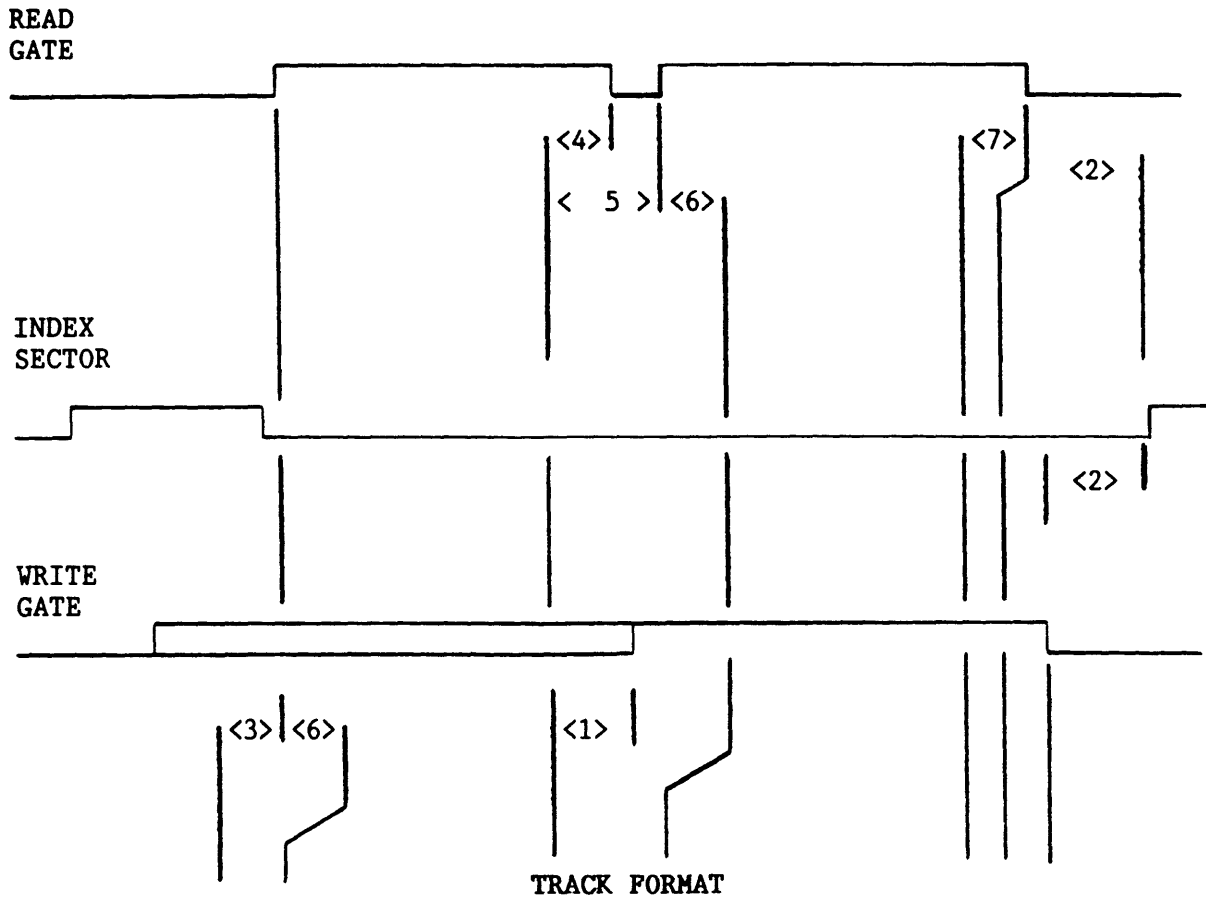 READ
GATE
<4>
<7>
<2>
< 5 >
<6>
INDEX
SECTOR
<2>
WRITE
GATE
<3>
<6>
<1>
TRACK FORMAT